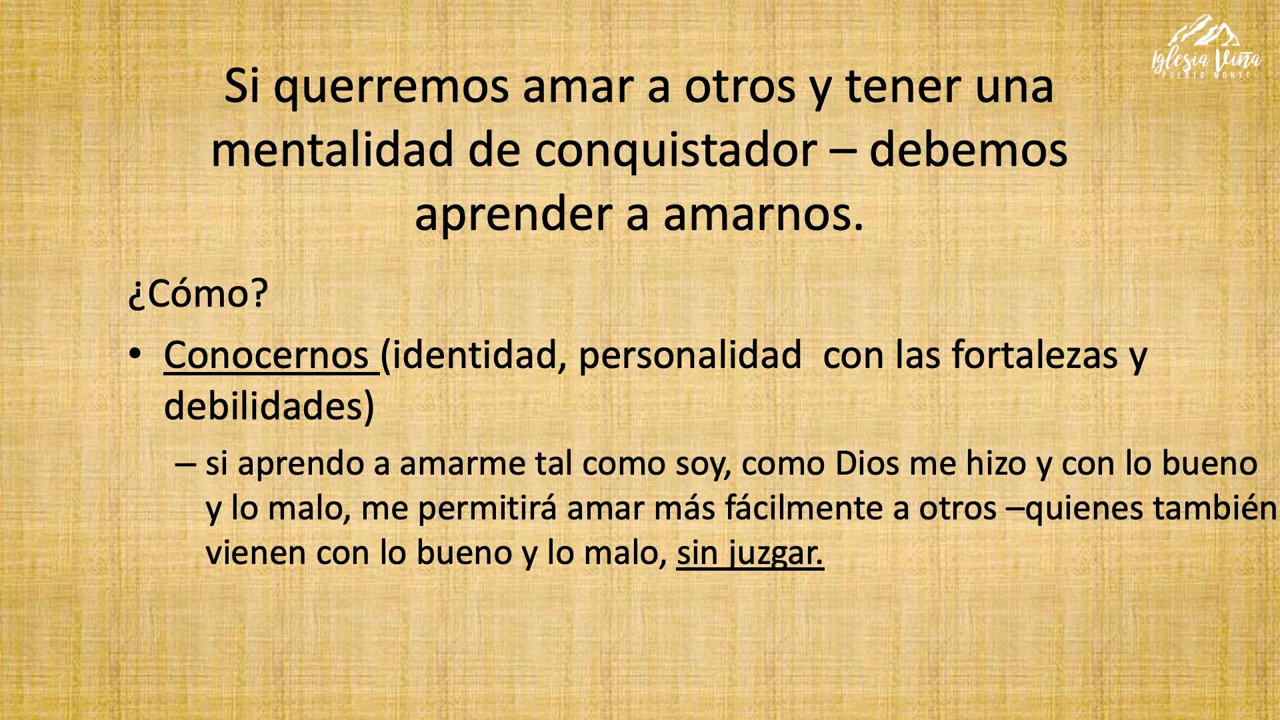 Iglesia Viña
PUERTO MONTT
Si querremos amar a otros y tener una
mentalidad de conquistador – debemos
aprender a amarnos.
¿Cómo?
• Conocernos (identidad, personalidad  con las fortalezas y
debilidades)
– si aprendo a amarme tal como soy, como Dios me hizo y con lo bueno
y lo malo, me permitirá amar más fácilmente a otros –quienes también
vienen con lo bueno y lo malo, sin juzgar.